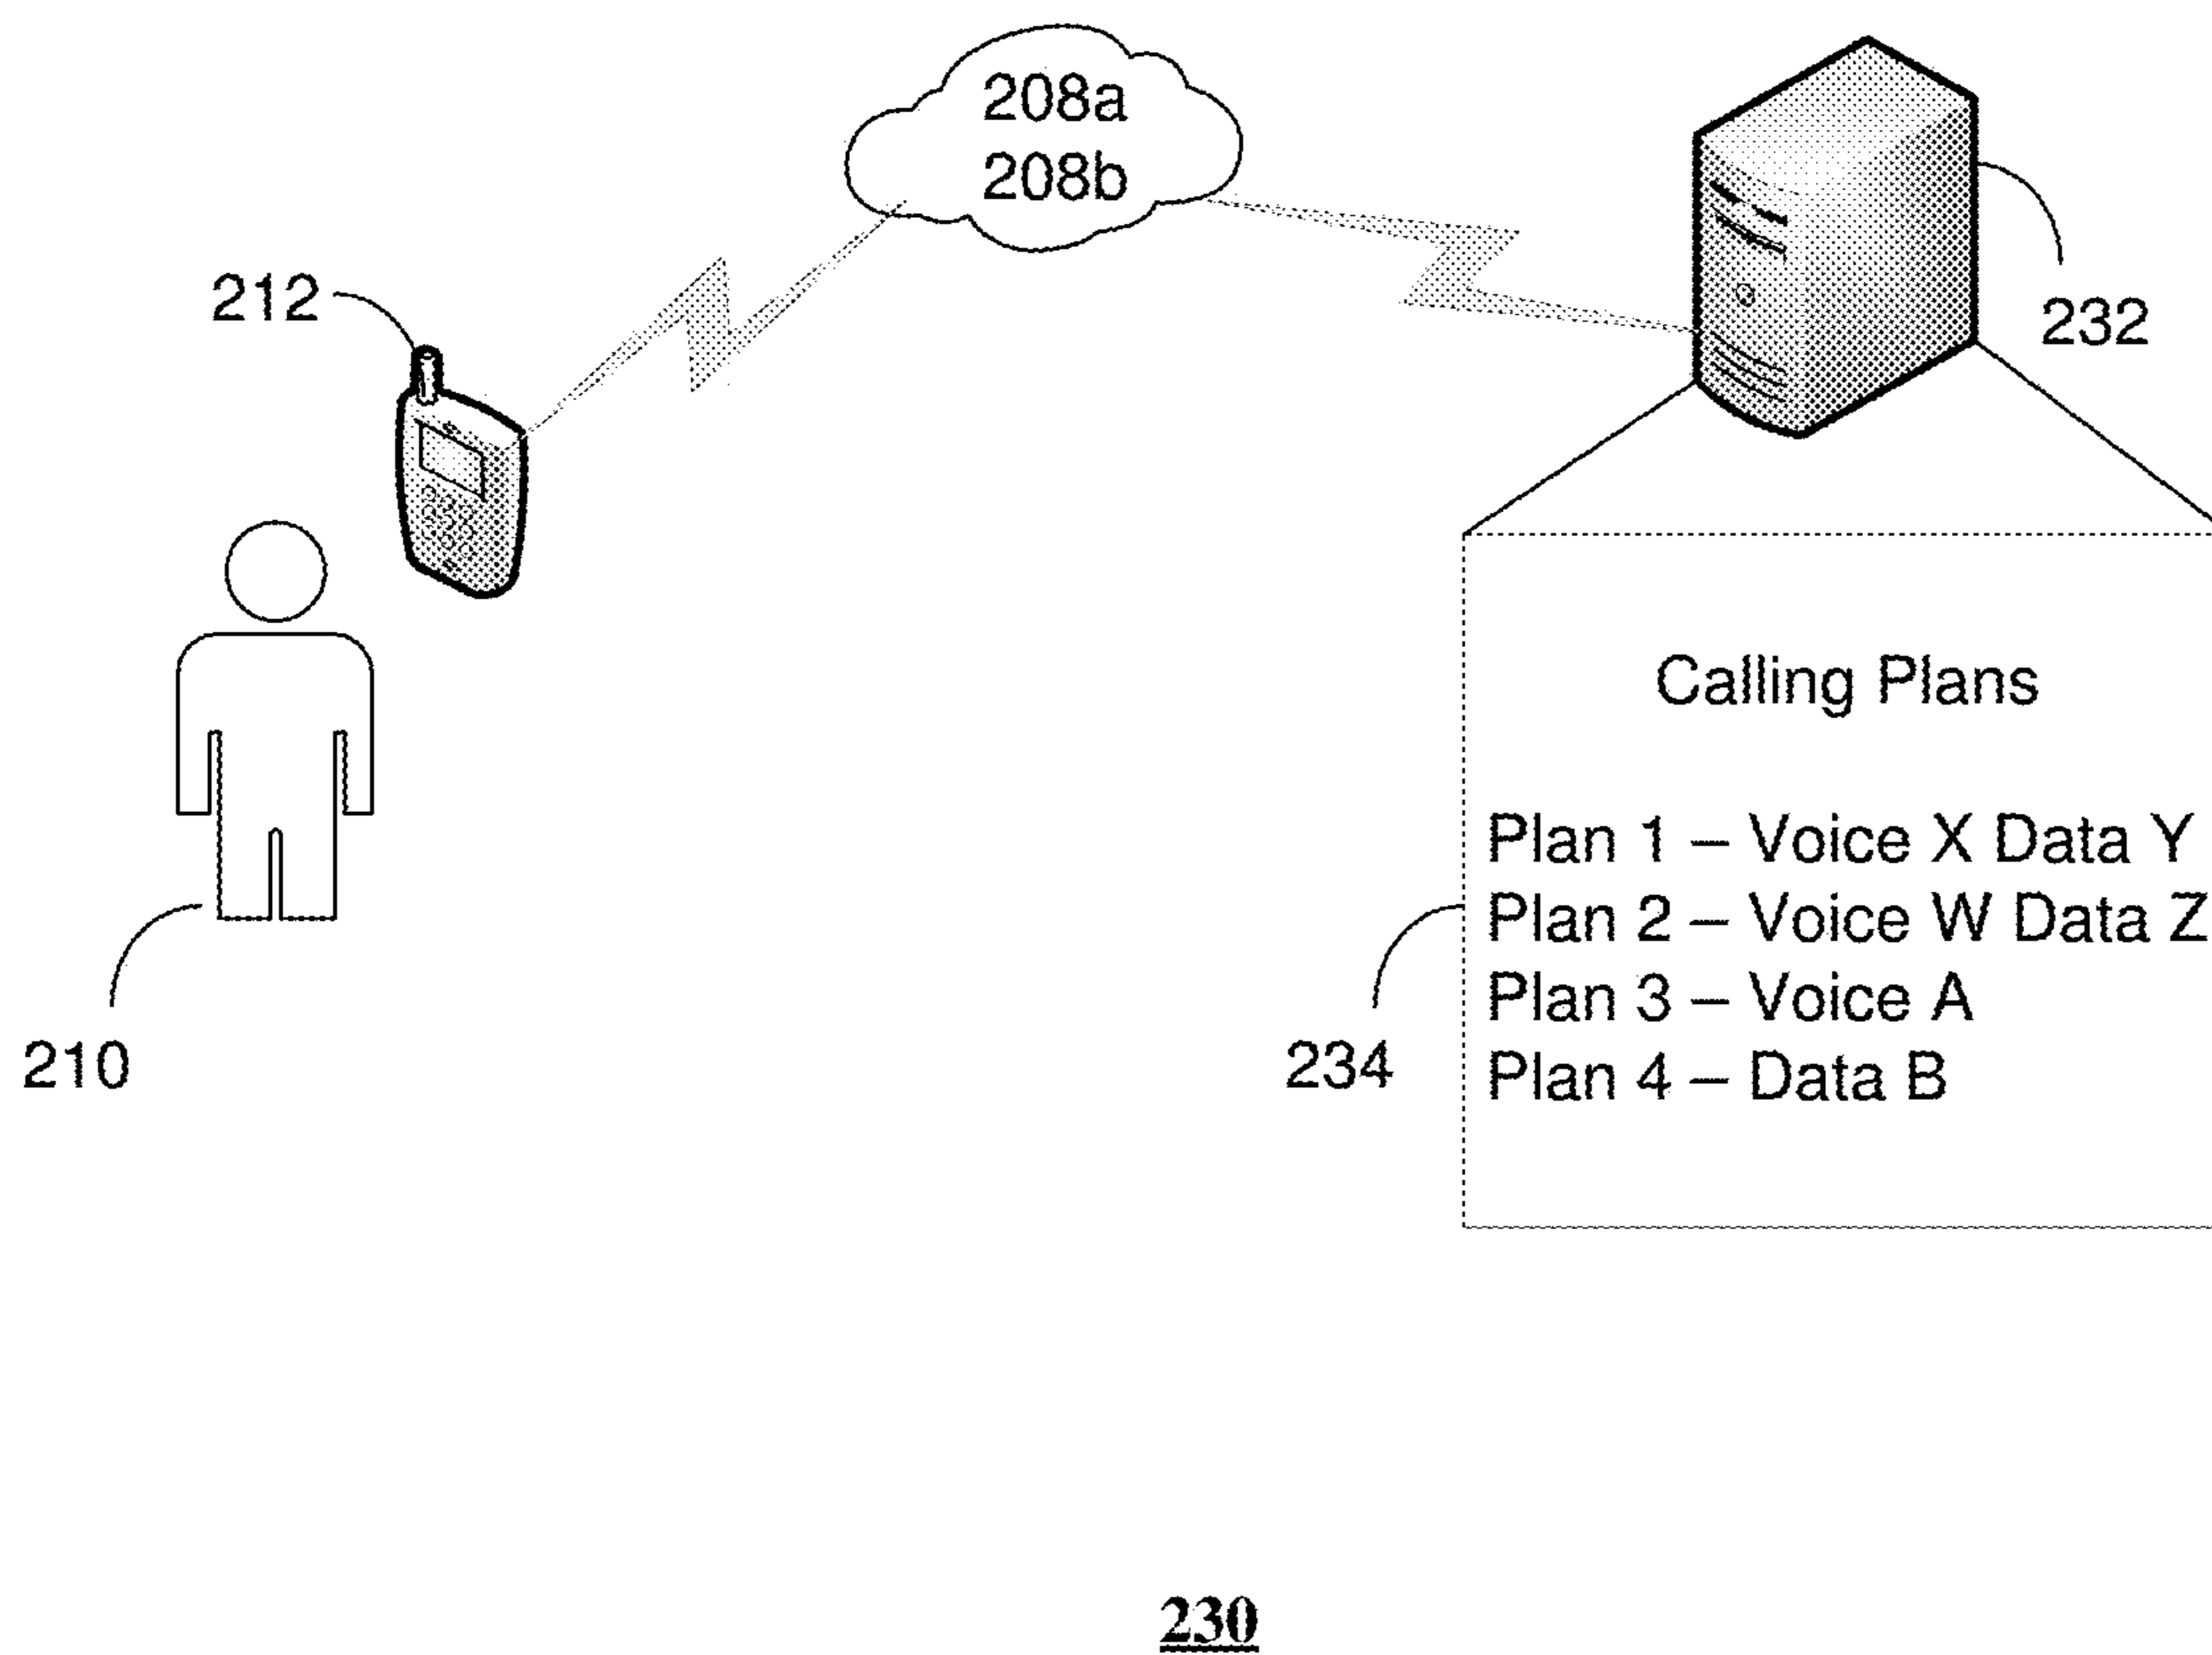 208a
208b
212
232
Calling Plans
Plan 1 – Voice X Data Y
Plan 2 – Voice W Data Z
Plan 3 – Voice A
Plan 4 – Data B
210
234
230